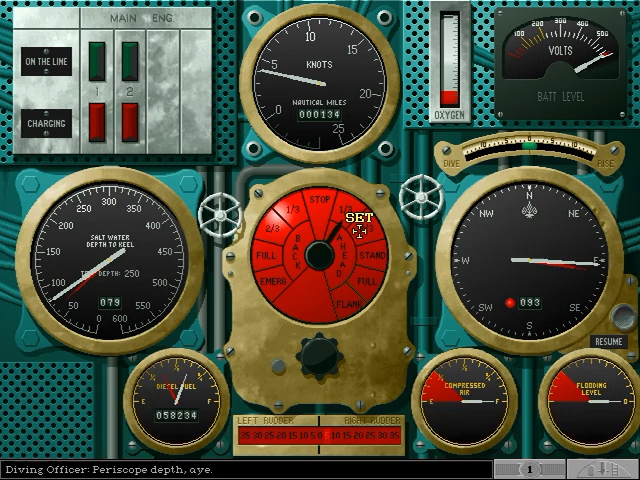 MAIN ENG.
ON THE LINE
1 2
CHARGING
0 5 10 15 20 25
KNOTS
NAUTICAL MILES
000134
OXYGEN
100 200 300 400 500
VOLTS
BATT LEVEL
DIVE
RISE
50 100 150 200 250 300 350 400 450 500 550 600
SALT WATER
DEPTH TO KEEL
DEPTH: 250
079
STOP
1/3 1/3
SET
2/3
FULL STAND
EMERG FULL
FLANK
BACK
AHEAD
N
NW NE
W E
093
SW SE
S
RESUME
DIESEL FUEL
E F
058234
COMPRESSED
AIR
E F
FLOODING
LEVEL
LEFT RUDDER RIGHT RUDDER
35 30 25 20 15 10 5 0 5 10 15 20 25 30 35
Diving Officer: Periscope depth, aye.
1